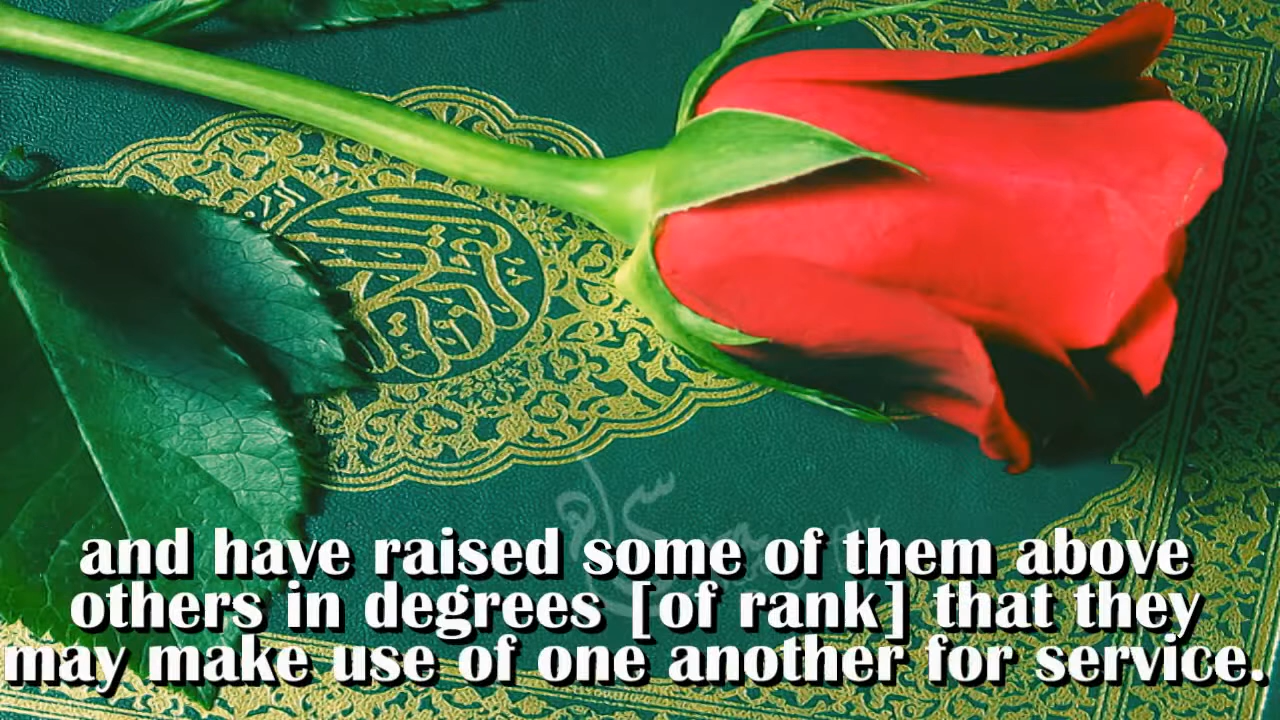 and have raised some of them above
others in degrees [of rank] that they
may make use of one another for service.